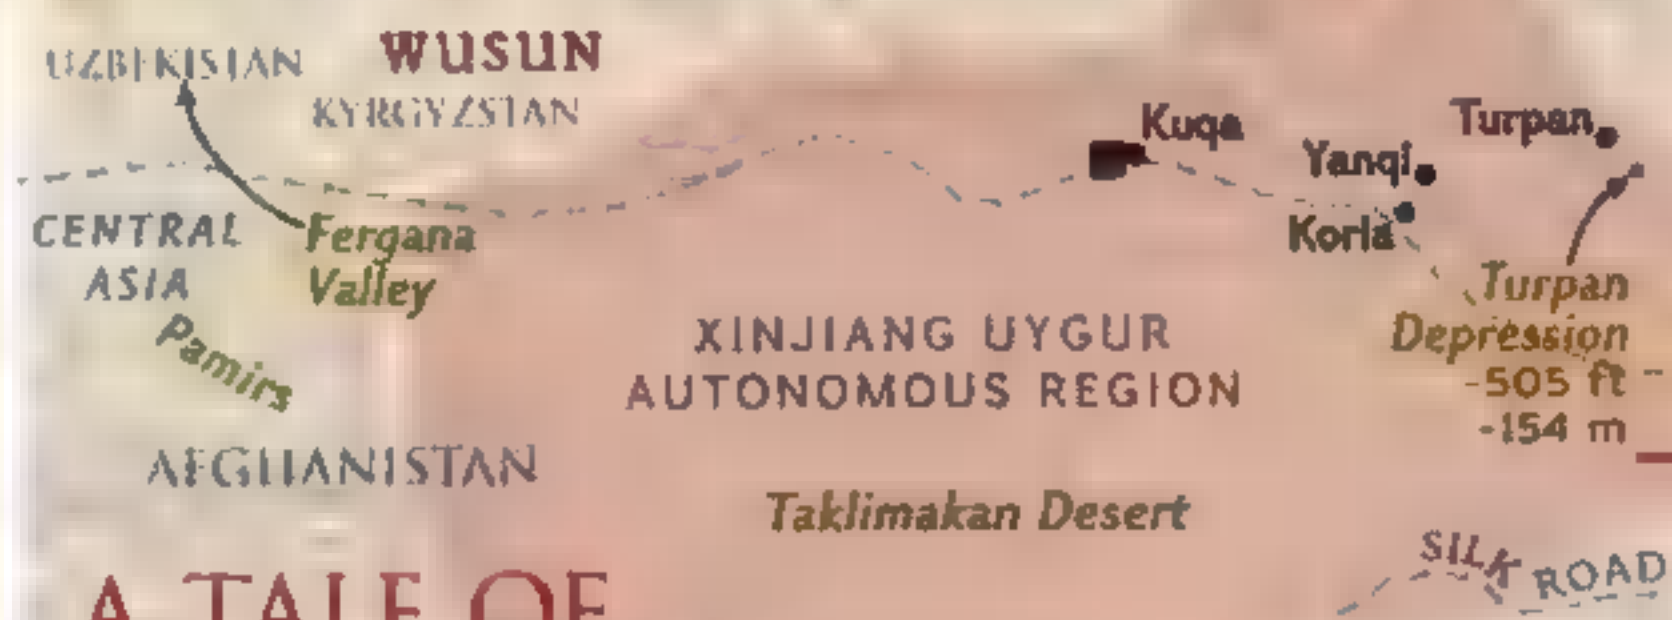 UZBEKISTAN
WUSUN
KYRGYZSTAN
Kuqa
Turpan
Yanqi
Korla
CENTRAL
ASIA
Fergana
Valley
Pamirs
Turpan
Depression
-505 ft
-154 m
XINJIANG UYGUR
AUTONOMOUS REGION
AFGHANISTAN
Taklimakan Desert
SILK ROAD
A TALE OF